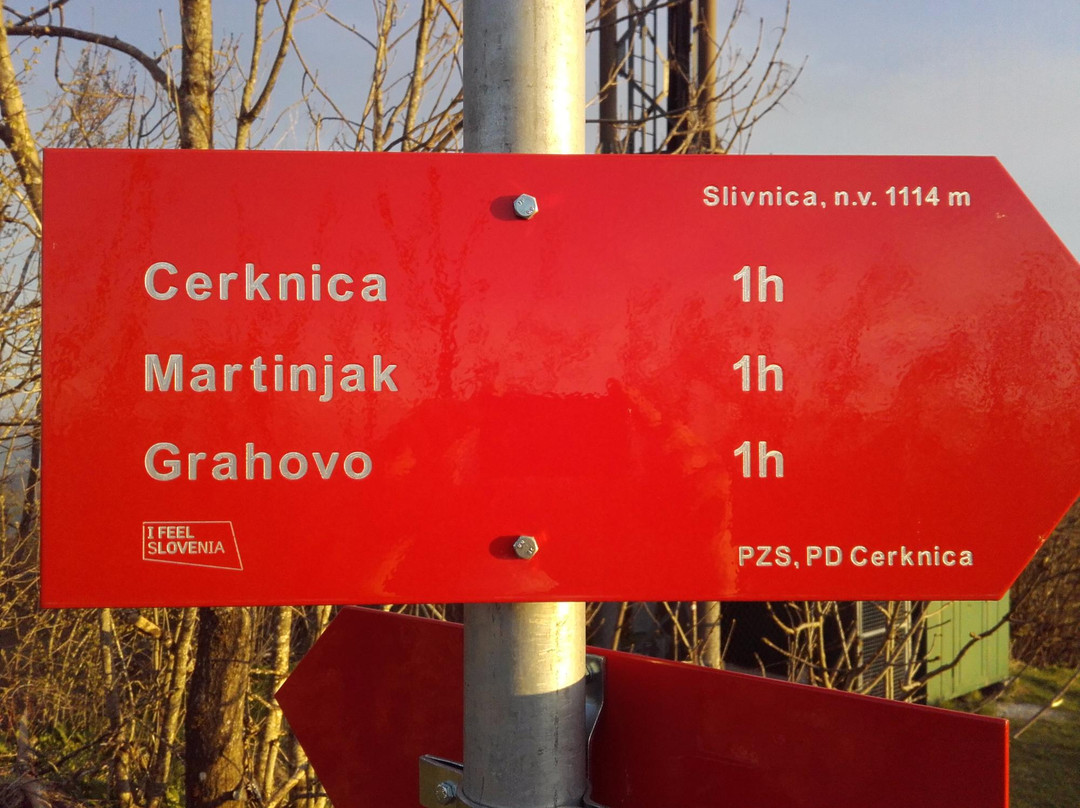 Slivnica, n.v. 1114 m
Cerknica 1h
Martinjak 1h
Grahovo 1h
I FEEL
SLOVENIA
PZS, PD Cerknica